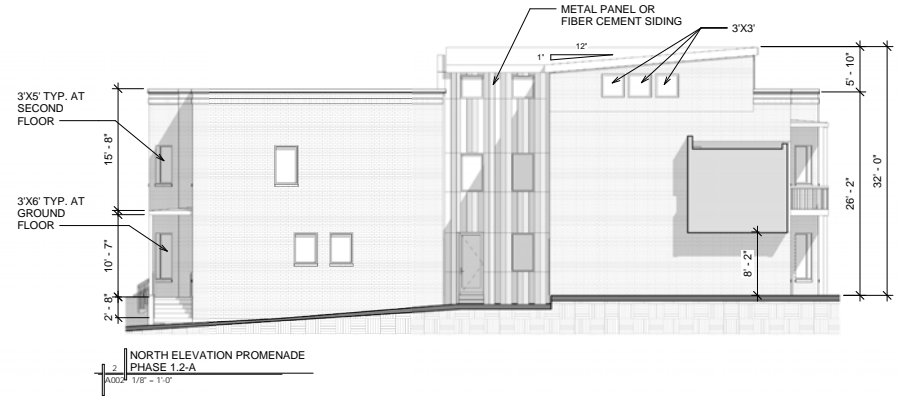 METAL PANEL OR
FIBER CEMENT SIDING
3'X3'
12"
1"
5' - 10"
3'X5' TYP. AT
SECOND
FLOOR
15' - 8"
26' - 2"
32' - 0"
3'X6' TYP. AT
GROUND
FLOOR
10' - 7"
8' - 2"
2' - 8"
NORTH ELEVATION PROMENADE
PHASE 1.2-A
2
A002 1/8" = 1'-0"